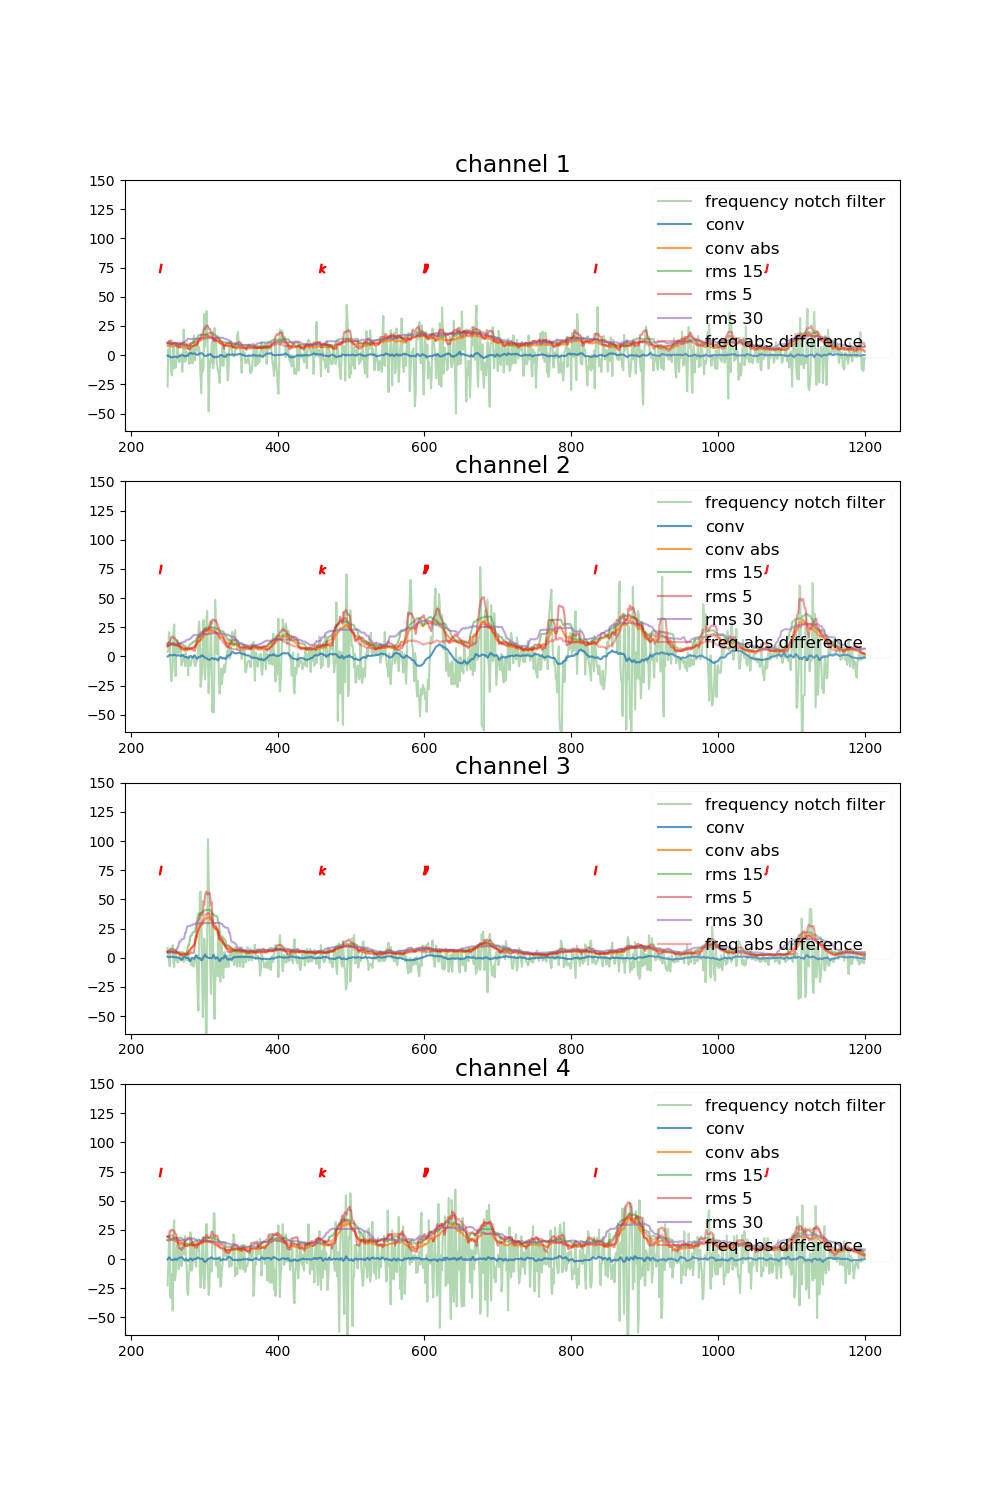 channel 1
150
125
100
75
50
25
0
−25
−50
l k l J
frequency notch filter
conv
conv abs
rms 15
rms 5
rms 30
freq abs difference
200 400 600 800 1000 1200
channel 2
150
125
100
75
50
25
0
−25
−50
l k l J
frequency notch filter
conv
conv abs
rms 15
rms 5
rms 30
freq abs difference
200 400 600 800 1000 1200
channel 3
150
125
100
75
50
25
0
−25
−50
l k l J
frequency notch filter
conv
conv abs
rms 15
rms 5
rms 30
freq abs difference
200 400 600 800 1000 1200
channel 4
150
125
100
75
50
25
0
−25
−50
l k l J
frequency notch filter
conv
conv abs
rms 15
rms 5
rms 30
freq abs difference
200 400 600 800 1000 1200